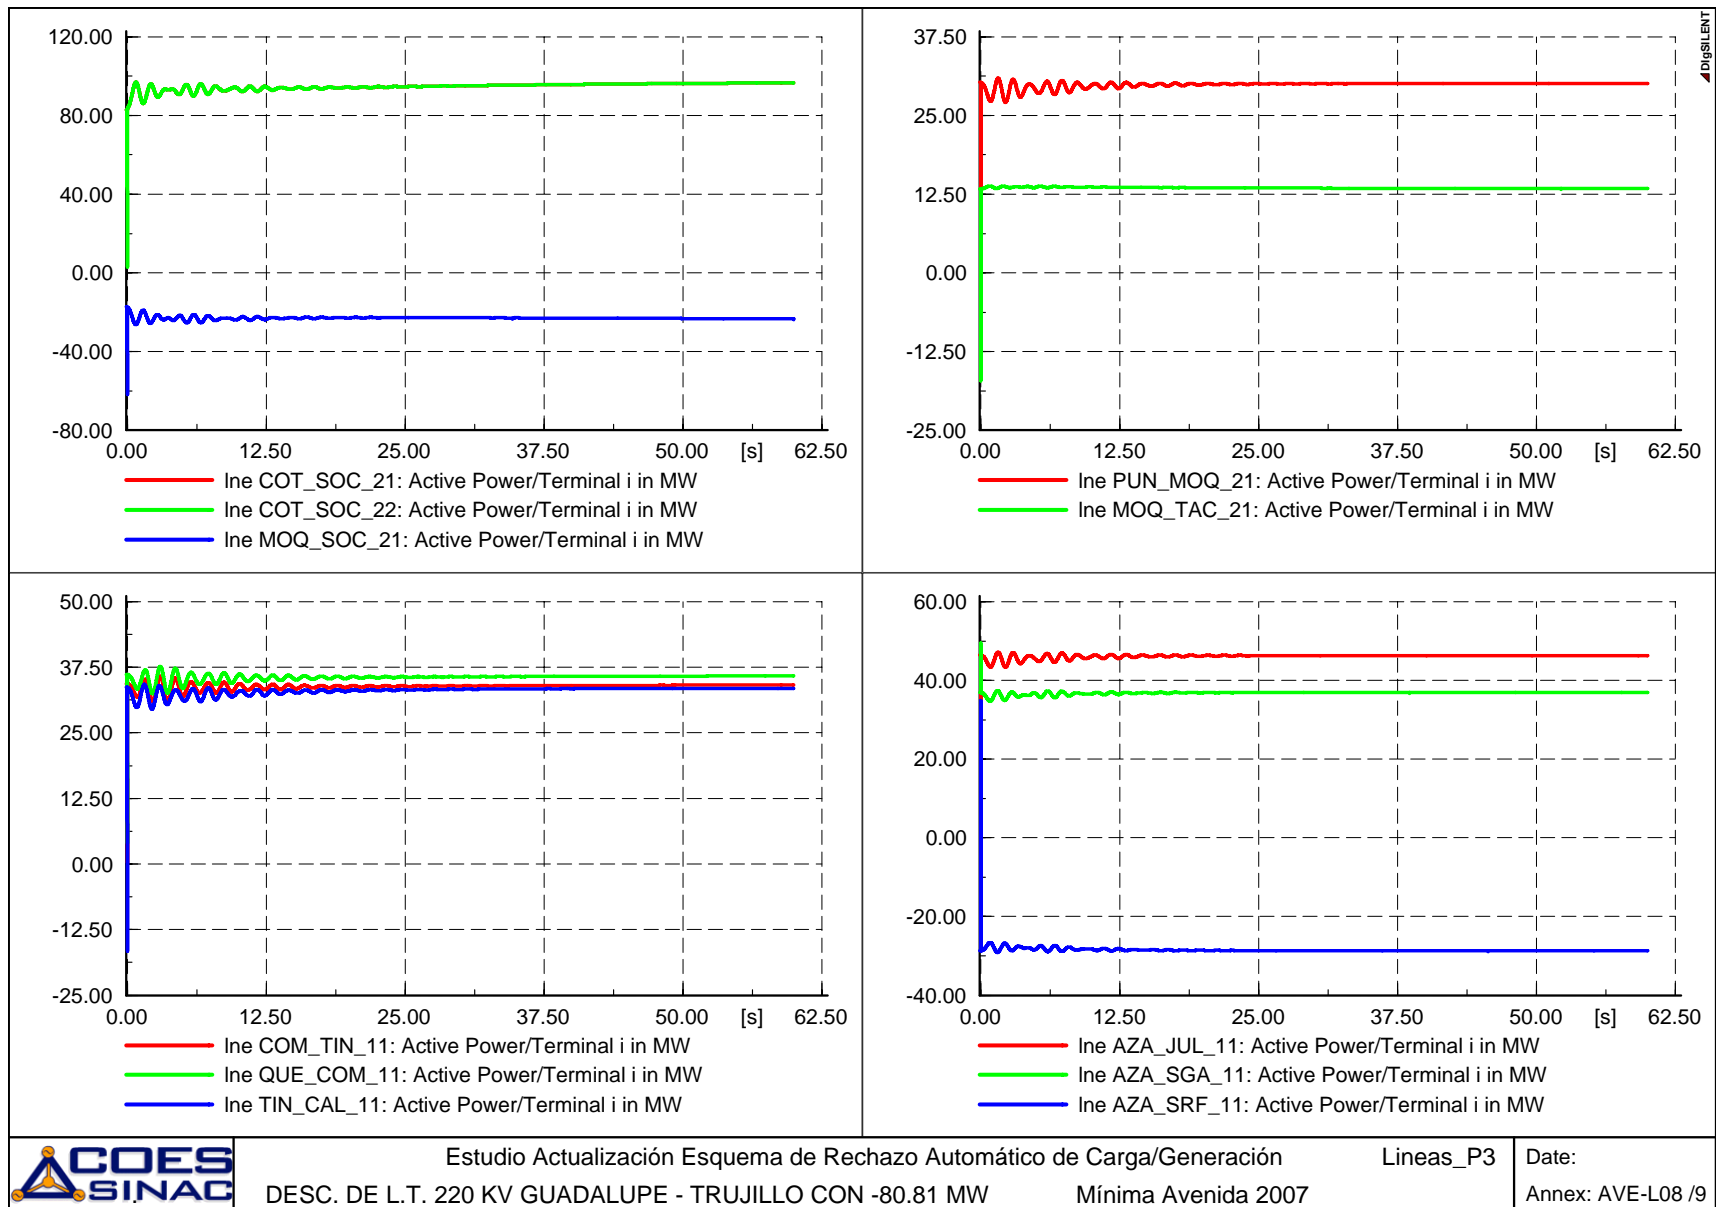 120.00
80.00
40.00
0.00
-40.00
-80.00
0.00 12.50 25.00 37.50 50.00 [s] 62.50
lne COT_SOC_21: Active Power/Terminal i in MW
lne COT_SOC_22: Active Power/Terminal i in MW
lne MOQ_SOC_21: Active Power/Terminal i in MW
37.50
25.00
12.50
0.00
-12.50
-25.00
0.00 12.50 25.00 37.50 50.00 [s] 62.50
lne PUN_MOQ_21: Active Power/Terminal i in MW
lne MOQ_TAC_21: Active Power/Terminal i in MW
DIgSILENT
50.00
37.50
25.00
12.50
0.00
-12.50
-25.00
0.00 12.50 25.00 37.50 50.00 [s] 62.50
lne COM_TIN_11: Active Power/Terminal i in MW
lne QUE_COM_11: Active Power/Terminal i in MW
lne TIN_CAL_11: Active Power/Terminal i in MW
60.00
40.00
20.00
0.00
-20.00
-40.00
0.00 12.50 25.00 37.50 50.00 [s] 62.50
lne AZA_JUL_11: Active Power/Terminal i in MW
lne AZA_SGA_11: Active Power/Terminal i in MW
lne AZA_SRF_11: Active Power/Terminal i in MW
COES
SINAC
Estudio Actualización Esquema de Rechazo Automático de Carga/Generación Lineas_P3
DESC. DE L.T. 220 KV GUADALUPE - TRUJILLO CON -80.81 MW Mínima Avenida 2007
Date:
Annex: AVE-L08 /9